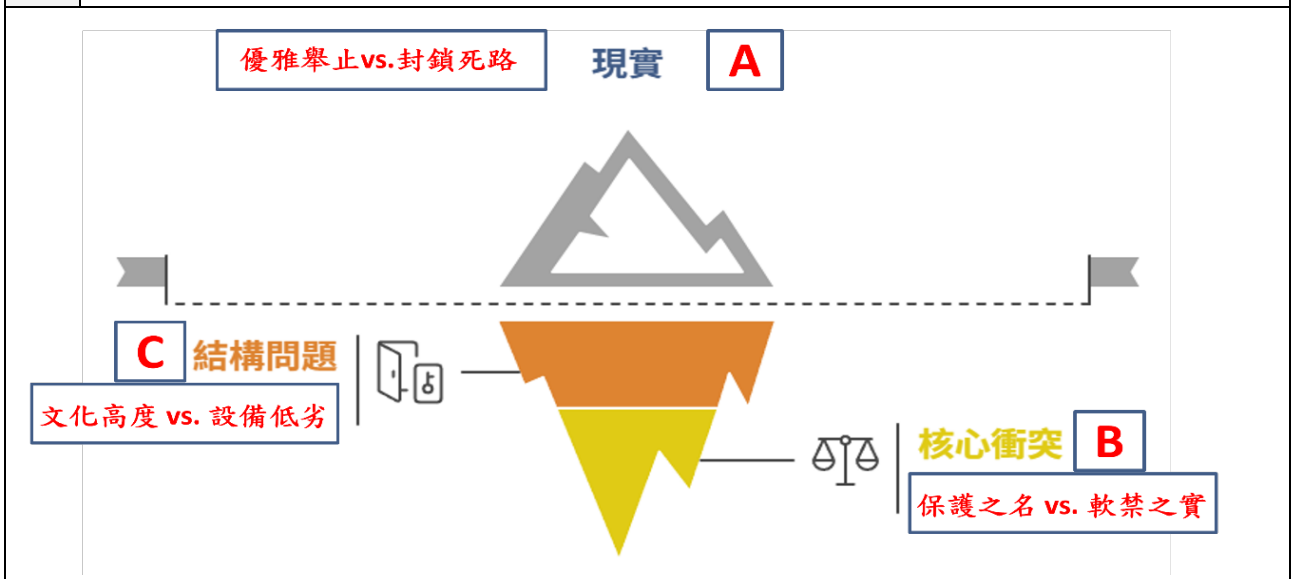 優雅舉止vs.封鎖死路
現實
A
C
結構問題
文化高度 vs. 設備低劣
核心衝突
B
保護之名 vs. 軟禁之實